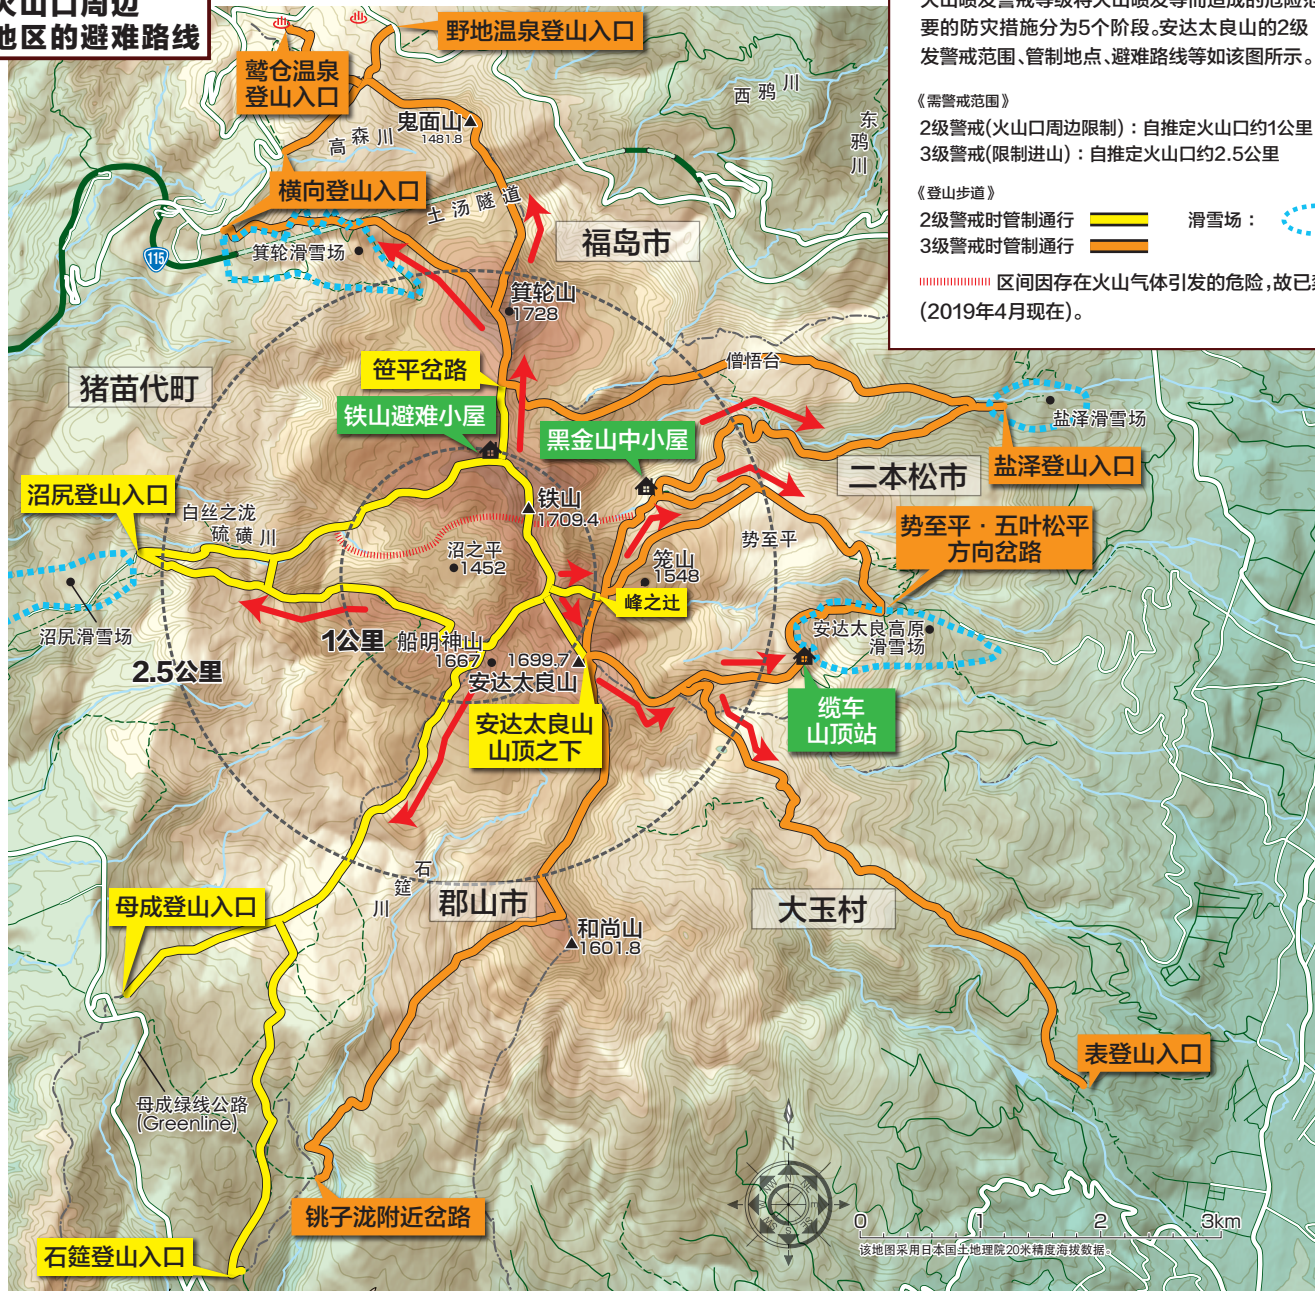 火山口周边
地区的避难路线
要的防灾措施分为5个阶段。安达太良山的2级
发警戒范围、管制地点、避难路线等如该图所示。
《需警戒范围》
2级警戒(火山口周边限制)：自推定火山口约1公里
3级警戒(限制进山)：自推定火山口约2.5公里
《登山步道》
2级警戒时管制通行
滑雪场：
3级警戒时管制通行
区间因存在火山气体引发的危险，故已
(2019年4月现在)。
野地温泉登山入口
鹫仓温泉
登山入口
鬼面山
1481.8
高森川
西鸦川
东鸦川
横向登山入口
土汤隧道
115
箕轮滑雪场
福岛市
箕轮山
1728
笹平岔路
猪苗代町
铁山避难小屋
僧悟台
盐泽滑雪场
黑金山中小屋
二本松市
盐泽登山入口
沼尻登山入口
白丝之泷
硫磺川
铁山
1709.4
势至平
势至平·五叶松平
方向岔路
沼之平
1452
笼山
1548
峰之辻
沼尻滑雪场
1公里
2.5公里
船明神山
1667
1699.7
安达太良山
安达太良高原
滑雪场
安达太良山
山顶之下
缆车
山顶站
石筵川
郡山市
大玉村
母成登山入口
和尚山
1601.8
表登山入口
母成绿线公路
(Greenline)
铫子泷附近岔路
石筵登山入口
N
0 1 2 3km
该地图采用日本国土地理院20米精度海拔数据。